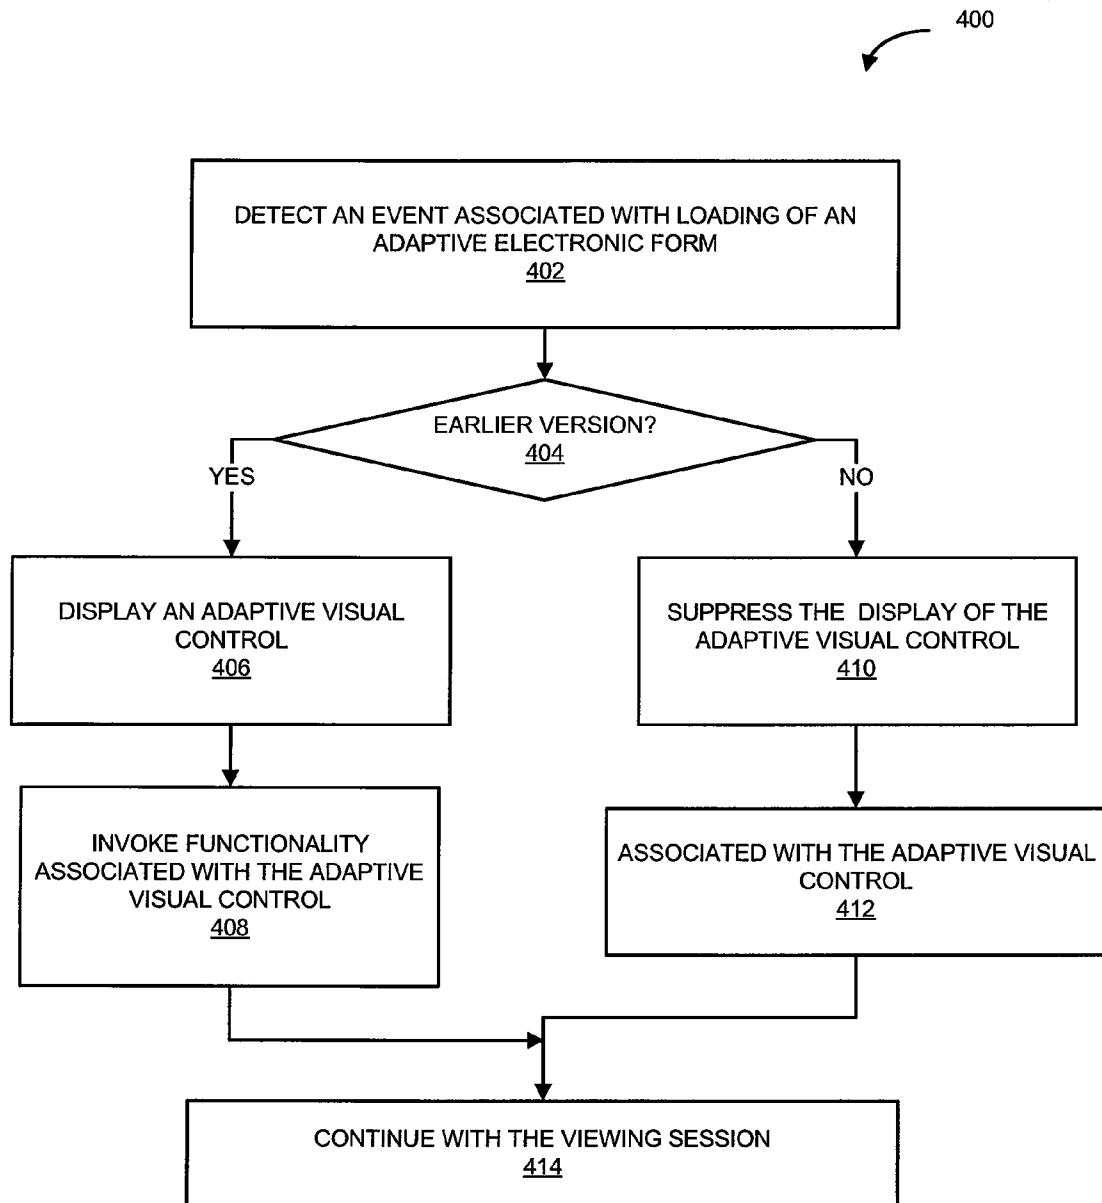 400
DETECT AN EVENT ASSOCIATED WITH LOADING OF AN
ADAPTIVE ELECTRONIC FORM
402
EARLIER VERSION?
404
YES
NO
DISPLAY AN ADAPTIVE VISUAL
CONTROL
406
SUPPRESS THE DISPLAY OF THE
ADAPTIVE VISUAL CONTROL
410
INVOKE FUNCTIONALITY
ASSOCIATED WITH THE ADAPTIVE
VISUAL CONTROL
408
ASSOCIATED WITH THE ADAPTIVE VISUAL
CONTROL
412
CONTINUE WITH THE VIEWING SESSION
414